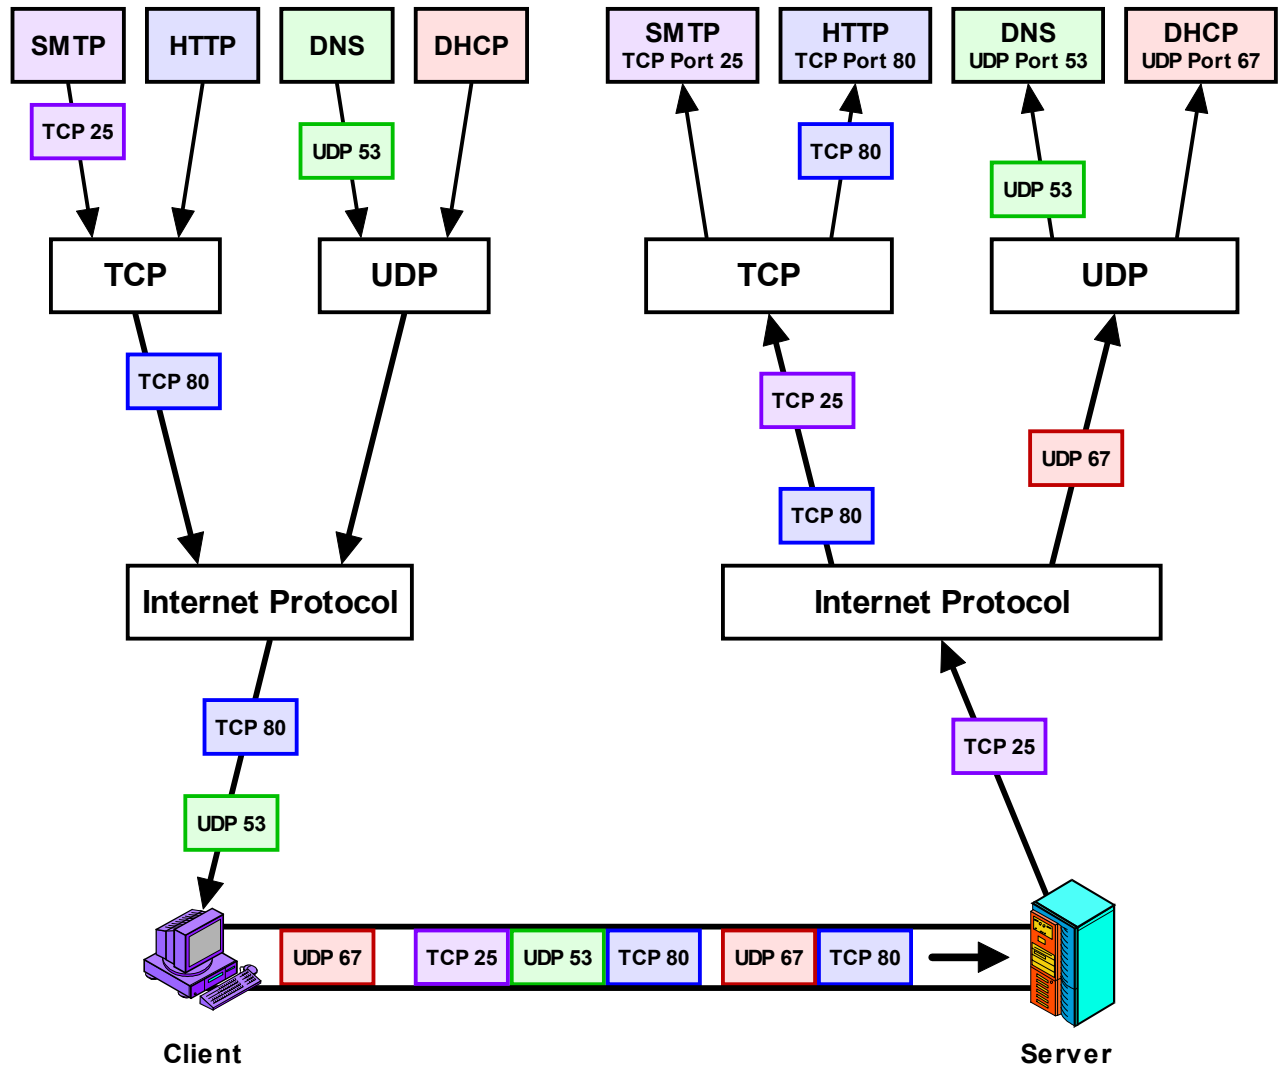 SMTP
HTTP
DNS
DHCP
SMTP
TCP Port 25
HTTP
TCP Port 80
DNS
UDP Port 53
DHCP
UDP Port 67
TCP 25
UDP 53
TCP 80
UDP 53
TCP
UDP
TCP
UDP
TCP 80
TCP 25
UDP 67
TCP 80
Internet Protocol
Internet Protocol
TCP 80
TCP 25
UDP 53
UDP 67
TCP 25
UDP 53
TCP 80
UDP 67
TCP 80
Client
Server